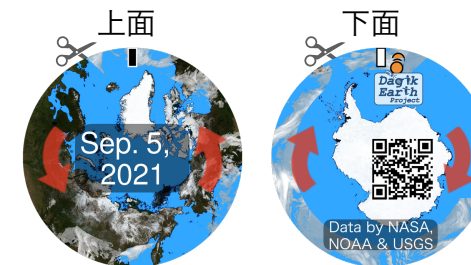 上面
下面
Sep. 5,
2021
Dagik
Earth
Project
Data by NASA,
NOAA & USGS